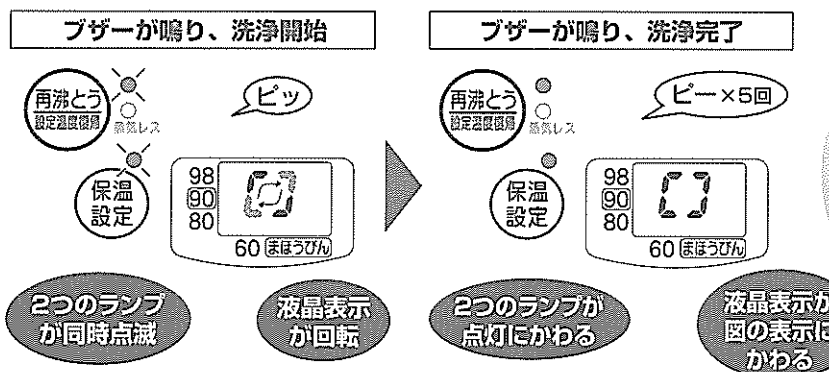 ブザーが鳴り、洗浄開始
再沸とう
設定温度復帰
蒸気レス
ピッ
保温
設定
98
90
80
60 まほうびん
2つのランプ
が同時点滅
液晶表示
が回転
ブザーが鳴り、洗浄完了
再沸とう
設定温度復帰
蒸気レス
ピー×5回
保温
設定
98
90
80
60 まほうびん
2つのランプが
点灯にかわる
液晶表示が
図の表示に
かわる